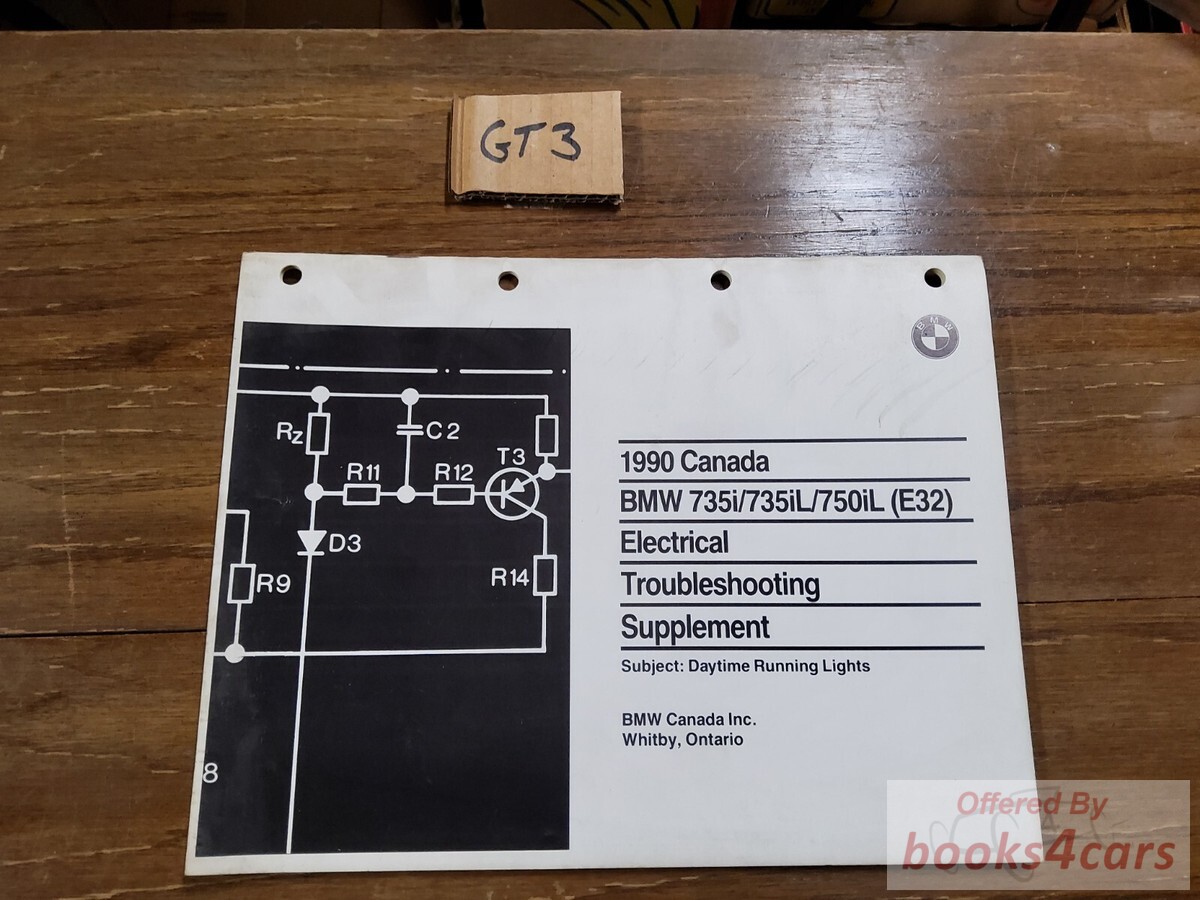 GT3
BMW
Rz
C2
T3
R11
R12
D3
R9
R14
8
1990 Canada
BMW 735i/735iL/750iL (E32)
Electrical
Troubleshooting
Supplement
Subject: Daytime Running Lights
BMW Canada Inc.
Whitby, Ontario
Offered By
books4cars